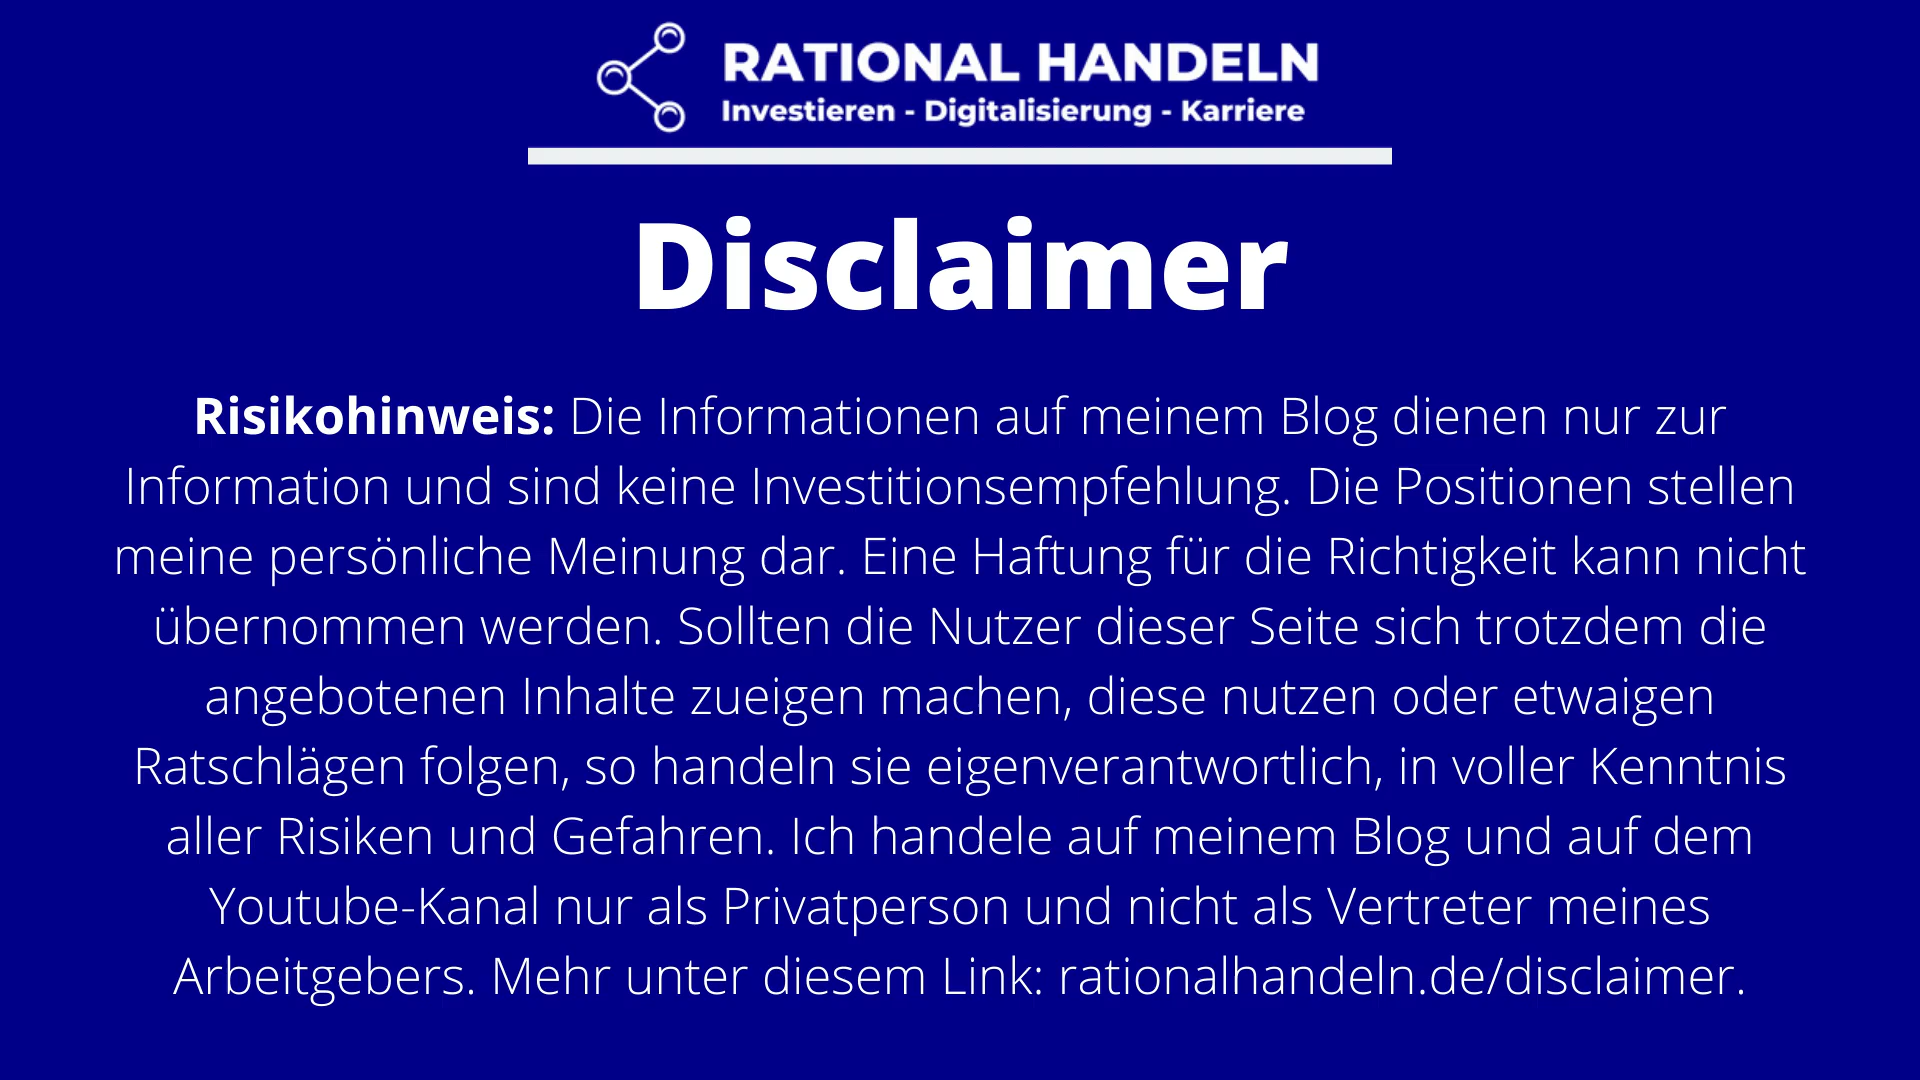 RATIONAL HANDELN
Investieren - Digitalisierung - Karriere
Disclaimer
Risikohinweis: Die Informationen auf meinem Blog dienen nur zur
Information und sind keine Investitionsempfehlung. Die Positionen stellen
meine persönliche Meinung dar. Eine Haftung für die Richtigkeit kann nicht
übernommen werden. Sollten die Nutzer dieser Seite sich trotzdem die
angebotenen Inhalte zueigen machen, diese nutzen oder etwaigen
Ratschlägen folgen, so handeln sie eigenverantwortlich, in voller Kenntnis
aller Risiken und Gefahren. Ich handele auf meinem Blog und auf dem
Youtube-Kanal nur als Privatperson und nicht als Vertreter meines
Arbeitgebers. Mehr unter diesem Link: rationalhandeln.de/disclaimer.